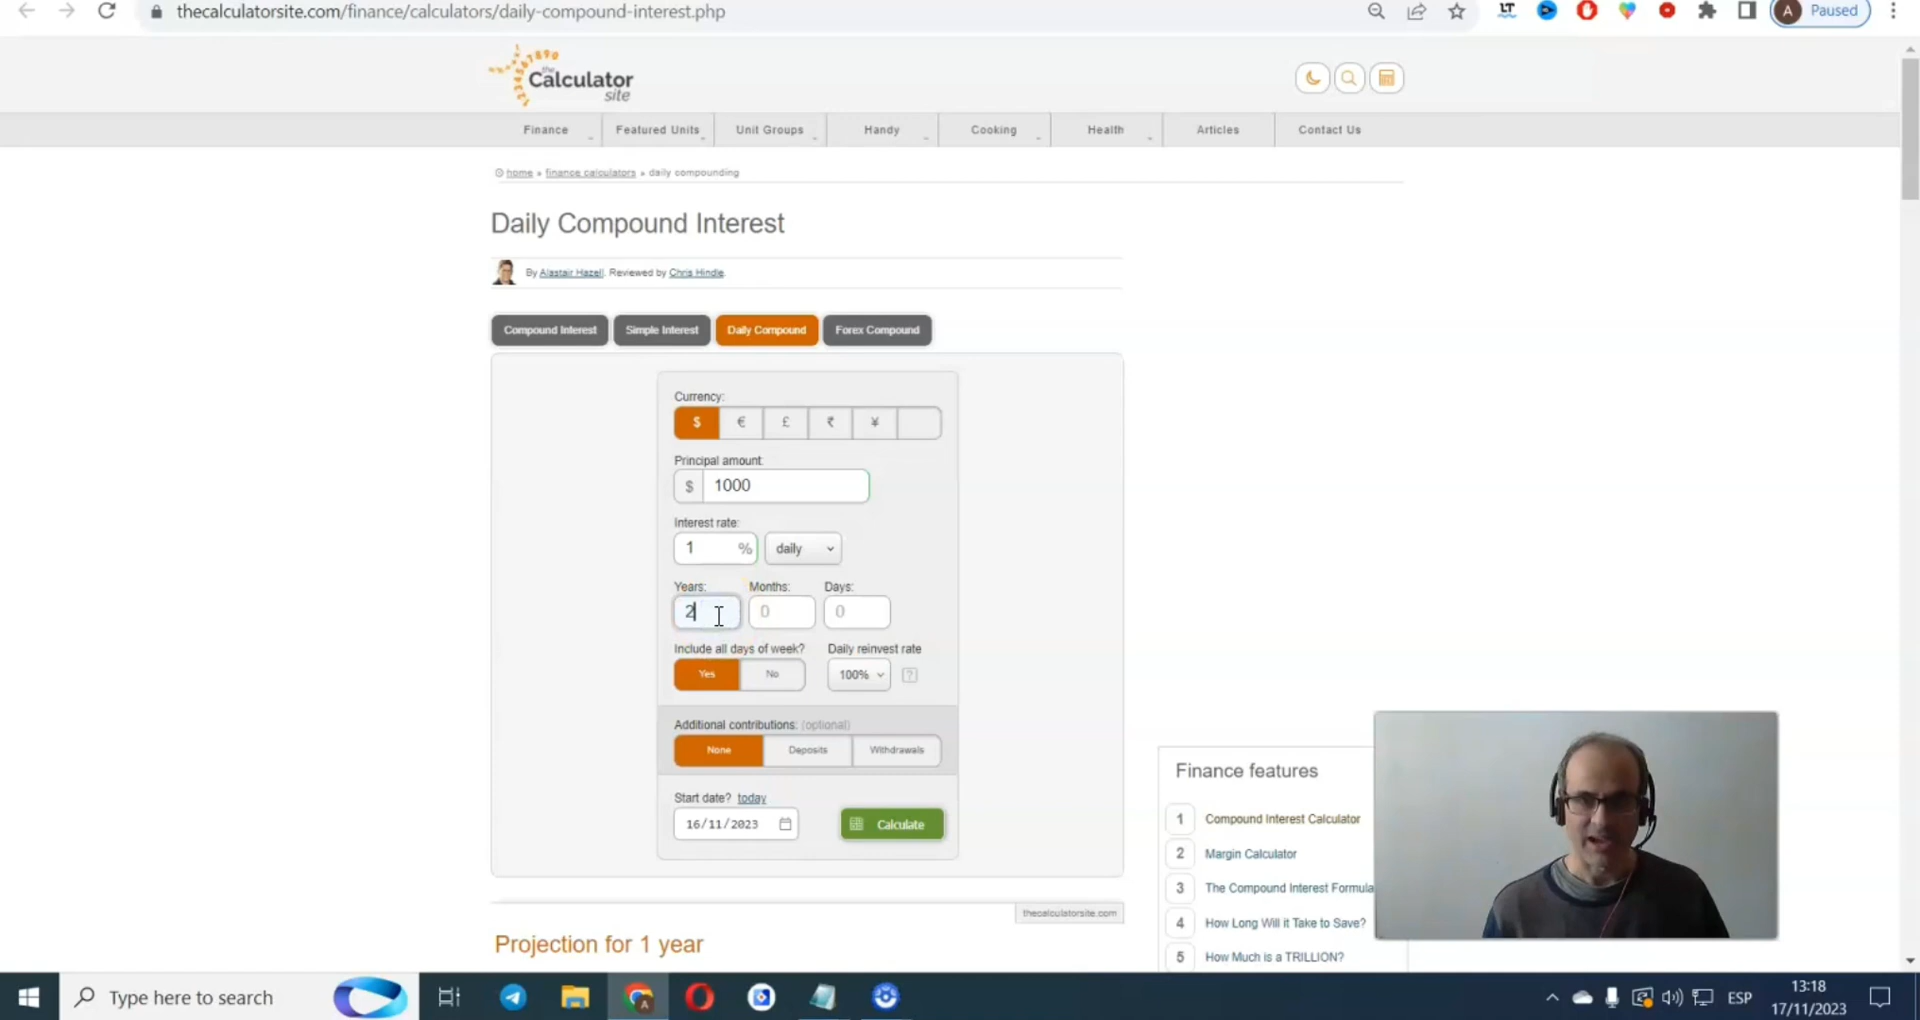 thecalculatorsite.com/finance/calculators/daily-compound-interest.php
A Paused
7890
the
Calculator
site
Finance
Featured Units
Unit Groups
Handy
Cooking
Health
Articles
Contact Us
home » finance calculators » daily compounding
Daily Compound Interest
By Alastair Hazell. Reviewed by Chris Hindle.
Compound Interest
Simple Interest
Daily Compound
Forex Compound
Currency:
$ € £ ₹ ¥
Principal amount:
$ 1000
Interest rate:
1 % daily
Years: Months: Days:
2 0 0
Include all days of week? Daily reinvest rate
Yes No 100% ?
Additional contributions: (optional)
None Deposits Withdrawals
Start date? today
16/11/2023 Calculate
thecalculatorsite.com
Projection for 1 year
Finance features
1 Compound Interest Calculator
2 Margin Calculator
3 The Compound Interest Formula
4 How Long Will it Take to Save?
5 How Much is a TRILLION?
Type here to search
ESP
13:18
17/11/2023